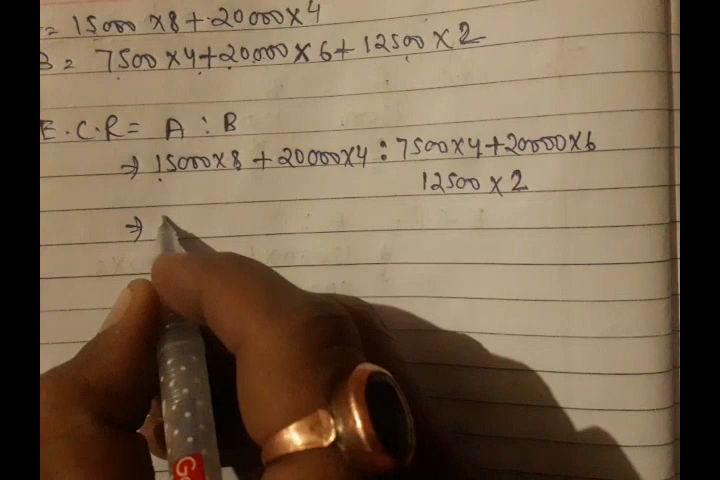 = 15000 × 8 + 20000 × 4
B = 7500 × 4 + 20000 × 6 + 12500 × 2
E.C.R = A : B
⇒ 15000 × 8 + 20000 × 4 : 7500 × 4 + 20000 × 6
12500 × 2
⇒
Go